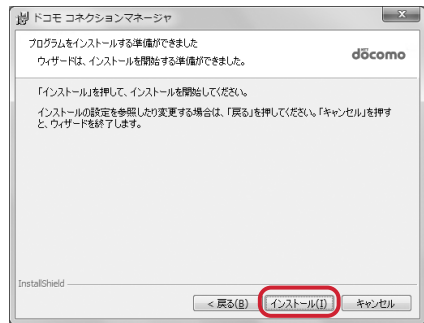 ドコモ コネクションマネージャ
x
プログラムをインストールする準備ができました
ウィザードは、インストールを開始する準備ができました。
döcomo
「インストール」を押して、インストールを開始してください。
インストールの設定を参照したり変更する場合は、「戻る」を押してください。「キャンセル」を押す
と、ウィザードを終了します。
InstallShield
< 戻る(B)
インストール(I)
キャンセル